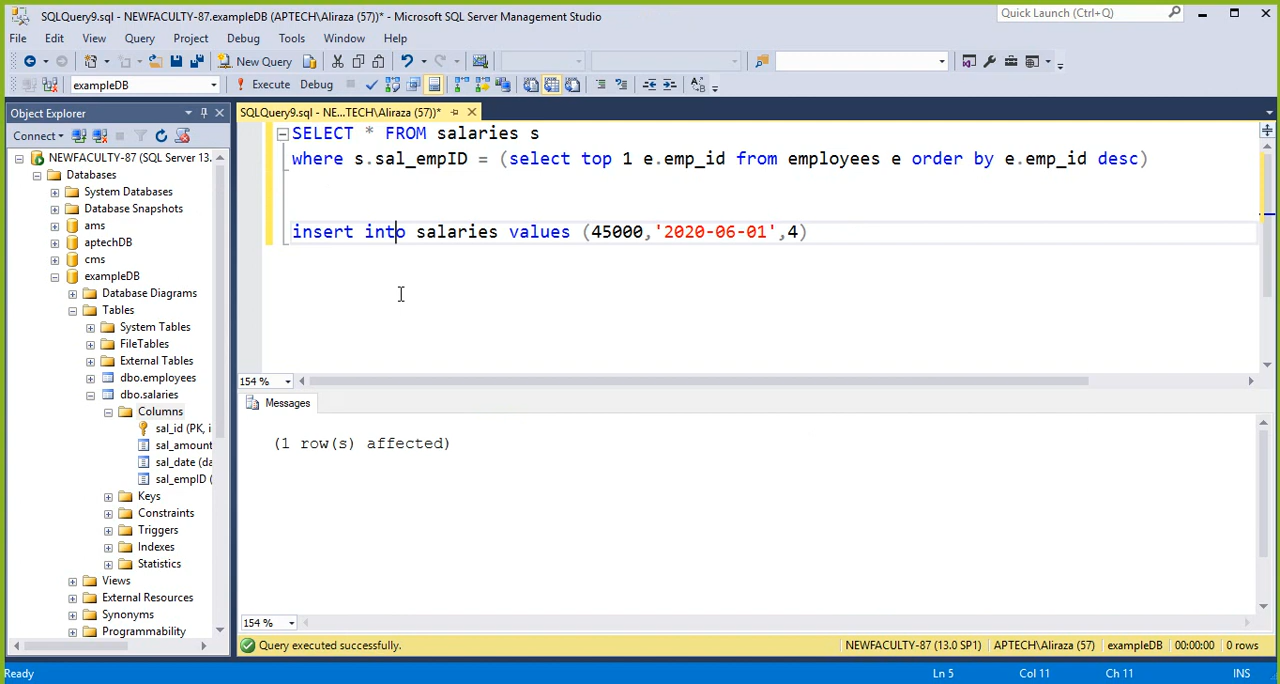 SQLQuery9.sql - NEWFACULTY-87.exampleDB (APTECH\Aliraza (57))* - Microsoft SQL Server Management Studio
Quick Launch (Ctrl+Q)
File Edit View Query Project Debug Tools Window Help
New Query
exampleDB Execute Debug
Object Explorer
SQLQuery9.sql - NE...TECH\Aliraza (57))*
Connect
NEWFACULTY-87 (SQL Server 13.
Databases
System Databases
Database Snapshots
ams
aptechDB
cms
exampleDB
Database Diagrams
Tables
System Tables
FileTables
External Tables
dbo.employees
dbo.salaries
Columns
sal_id (PK, i
sal_amount
sal_date (da
sal_empID (
Keys
Constraints
Triggers
Indexes
Statistics
Views
External Resources
Synonyms
Programmability
SELECT * FROM salaries s
where s.sal_empID = (select top 1 e.emp_id from employees e order by e.emp_id desc)
insert into salaries values (45000,'2020-06-01',4)
154 %
Messages
(1 row(s) affected)
154 %
Query executed successfully.
NEWFACULTY-87 (13.0 SP1) APTECH\Aliraza (57) exampleDB 00:00:00 0 rows
Ready Ln 5 Col 11 Ch 11 INS